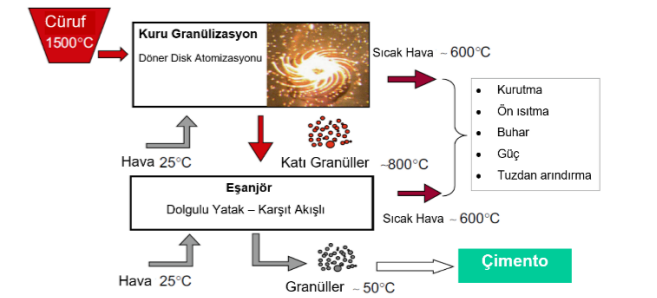 Cüruf
1500°C
Kuru Granülizasyon
Döner Disk Atomizasyonu
Sıcak Hava ~ 600°C
• Kurutma
• Ön ısıtma
• Buhar
• Güç
• Tuzdan arındırma
Hava 25°C
Katı Granüller ~800°C
Eşanjör
Dolgulu Yatak – Karşıt Akışlı
Sıcak Hava ~ 600°C
Hava 25°C
Granüller ~ 50°C
Çimento